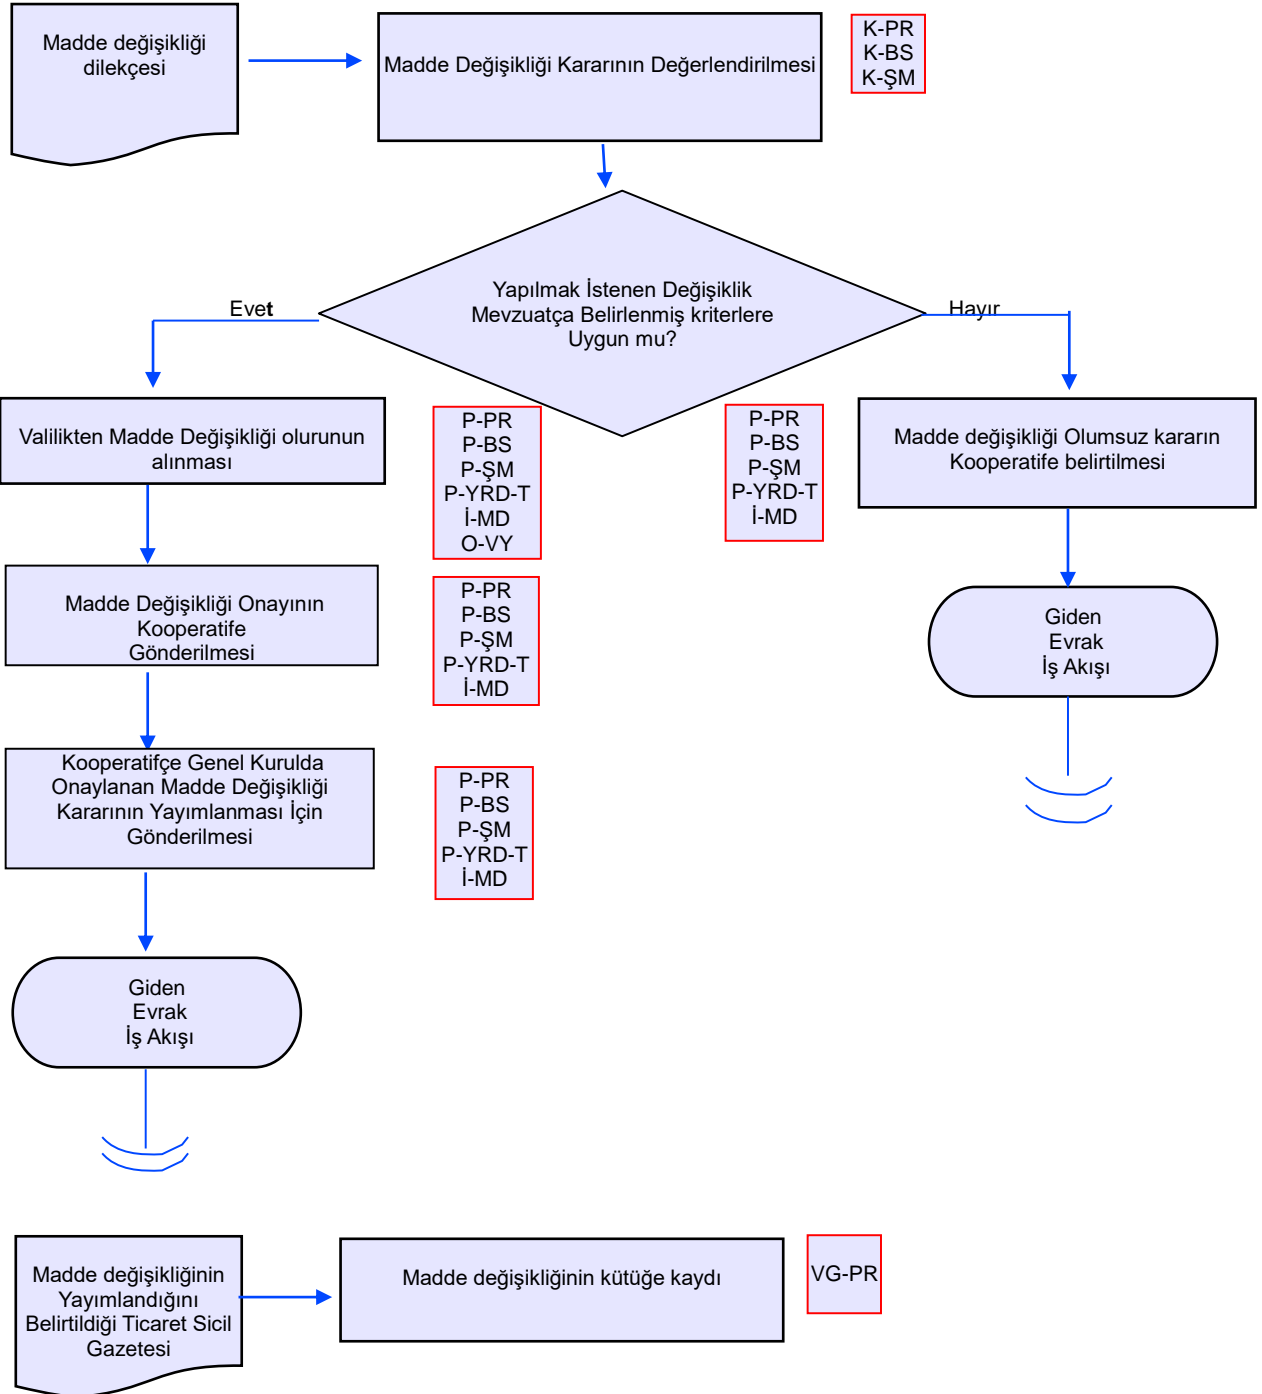 Madde değişikliği
dilekçesi
Madde Değişikliği Kararının Değerlendirilmesi
K-PR
K-BS
K-ŞM
Yapılmak İstenen Değişiklik
Mevzuatça Belirlenmiş kriterlere
Uygun mu?
Evet
Hayır
Valilikten Madde Değişikliği olurunun
alınması
P-PR
P-BS
P-ŞM
P-YRD-T
İ-MD
O-VY
P-PR
P-BS
P-ŞM
P-YRD-T
İ-MD
Madde değişikliği Olumsuz kararın
Kooperatife belirtilmesi
Madde Değişikliği Onayının
Kooperatife
Gönderilmesi
P-PR
P-BS
P-ŞM
P-YRD-T
İ-MD
Giden
Evrak
İş Akışı
Kooperatifçe Genel Kurulda
Onaylanan Madde Değişikliği
Kararının Yayımlanması İçin
Gönderilmesi
P-PR
P-BS
P-ŞM
P-YRD-T
İ-MD
Giden
Evrak
İş Akışı
Madde değişikliğinin
Yayımlandığını
Belirtildiği Ticaret Sicil
Gazetesi
Madde değişikliğinin kütüğe kaydı
VG-PR